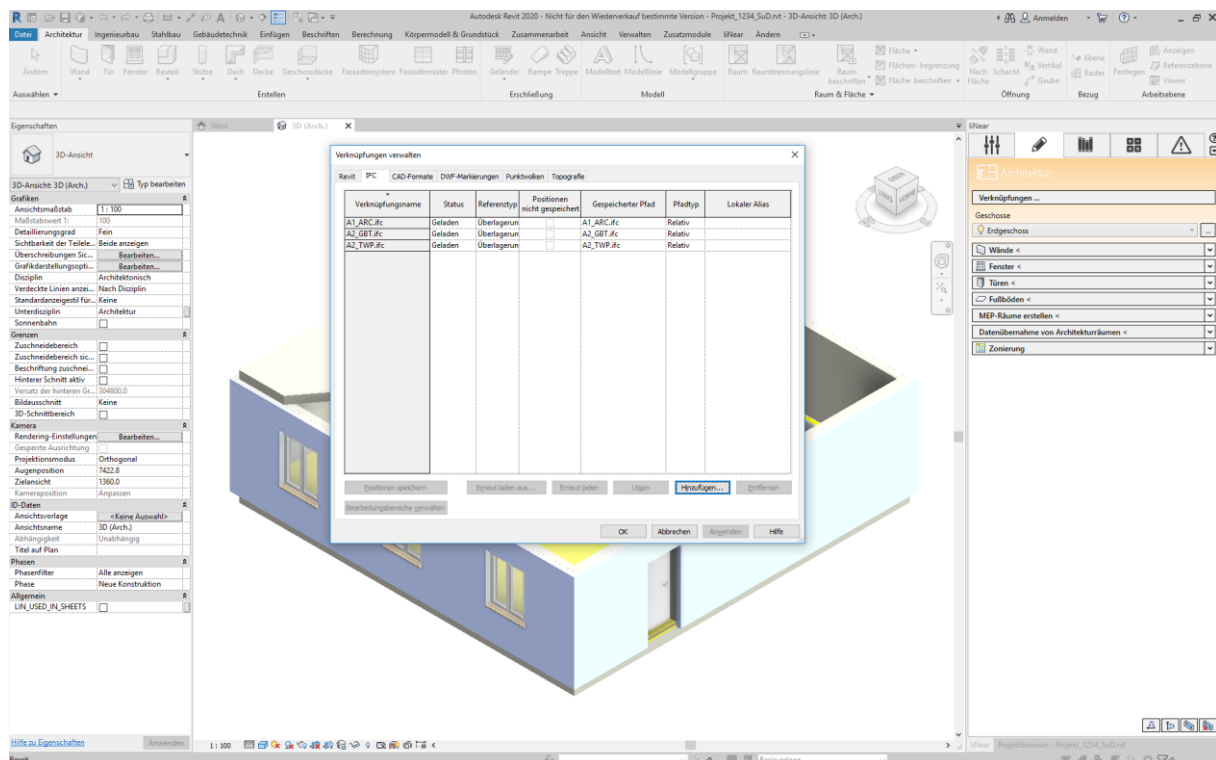 Autodesk Revit 2020 - Nicht für den Wiederverkauf bestimmte Version - Projekt_1234_SuD.rvt - 3D-Ansicht: 3D (Arch.)
Anmelden
Datei Architektur Ingenieurbau Stahlbau Gebäudetechnik Einfügen Beschriften Berechnung Körpermodell & Grundstück Zusammenarbeit Ansicht Verwalten Zusatzmodule liNear Ändern
Ändern Wand Tür Fenster Bauteil Stütze Dach Decke Geschossdecke Fassadensystem Fassadenraster Pfosten Geländer Rampe Treppe Modelltext Modelllinie Modellgruppe Raum Raumtrennungslinie Raum beschriften
Fläche
Flächen- begrenzung
Fläche beschriften
Nach Fläche Schacht Wand Vertikal Gaube
Ebene
Raster
Festlegen
Anzeigen
Referenzebene
Viewer
Auswählen Erstellen Erschließung Modell Raum & Fläche Öffnung Bezug Arbeitsebene
Eigenschaften
3D-Ansicht
3D-Ansicht: 3D (Arch.) Typ bearbeiten
Grafiken
Ansichtsmaßstab 1 : 100
Maßstabswert 1: 100
Detaillierungsgrad Fein
Sichtbarkeit der Teilele... Beide anzeigen
Überschreibungen Sic... Bearbeiten...
Grafikdarstellungsopti... Bearbeiten...
Disziplin Architektonisch
Verdeckte Linien anzei... Nach Disziplin
Standardanzeigestil für... Keine
Unterdisziplin Architektur
Sonnenbahn
Grenzen
Zuschneidebereich
Zuschneidebereich sic...
Beschriftung zuschnei...
Hinterer Schnitt aktiv
Versatz der hinteren Gr... 304800.0
Bildausschnitt Keine
3D-Schnittbereich
Kamera
Rendering-Einstellungen Bearbeiten...
Gesperrte Ausrichtung
Projektionsmodus Orthogonal
Augenposition 7422.8
Zielansicht 1360.0
Kameraposition Anpassen
ID-Daten
Ansichtsvorlage <Keine Auswahl>
Ansichtsname 3D (Arch.)
Abhängigkeit Unabhängig
Titel auf Plan
Phasen
Phasenfilter Alle anzeigen
Phase Neue Konstruktion
Allgemein
LIN_USED_IN_SHEETS
Hilfe zu Eigenschaften Anwenden
West 3D (Arch.)
Verknüpfungen verwalten
Revit IFC CAD-Formate DWF-Markierungen Punktwolken Topografie
Verknüpfungsname Status Referenztyp Positionen nicht gespeichert Gespeicherter Pfad Pfadtyp Lokaler Alias
A1_ARC.ifc Geladen Überlagerun A1_ARC.ifc Relativ
A2_GBT.ifc Geladen Überlagerun A2_GBT.ifc Relativ
A2_TWP.ifc Geladen Überlagerun A2_TWP.ifc Relativ
Positionen speichern Erneut laden aus... Erneut laden Lösen Hinzufügen... Entfernen
Bearbeitungsbereiche verwalten
OK Abbrechen Anwenden Hilfe
OBEN
LINKS
VORNE
1 : 100
liNear
Architektur
Verknüpfungen ...
Geschosse
Erdgeschoss
Wände <
Fenster <
Türen <
Fußböden <
MEP-Räume erstellen <
Datenübernahme von Architekturräumen <
Zonierung
liNear Projektbrowser - Projekt_1234_SuD.rvt
Bereit
Basisvorlage